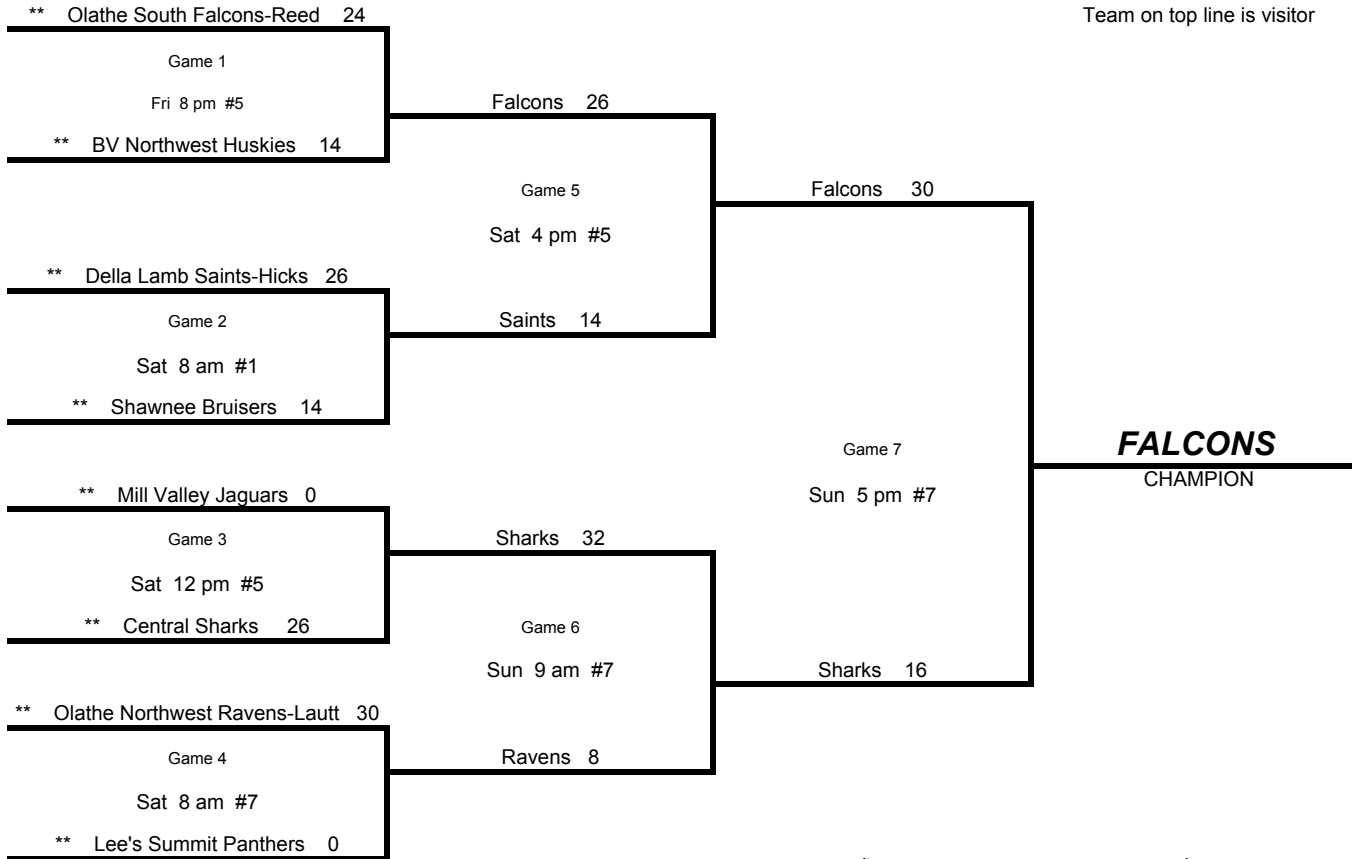 ** Olathe South Falcons-Reed 24
Team on top line is visitor
Game 1
Fri 8 pm #5
Falcons 26
** BV Northwest Huskies 14
Game 5
Falcons 30
Sat 4 pm #5
** Della Lamb Saints-Hicks 26
Game 2
Saints 14
Sat 8 am #1
** Shawnee Bruisers 14
Game 7
FALCONS
CHAMPION
** Mill Valley Jaguars 0
Sun 5 pm #7
Game 3
Sharks 32
Sat 12 pm #5
** Central Sharks 26
Game 6
Sun 9 am #7
Sharks 16
** Olathe Northwest Ravens-Lautt 30
Game 4
Ravens 8
Sat 8 am #7
** Lee's Summit Panthers 0